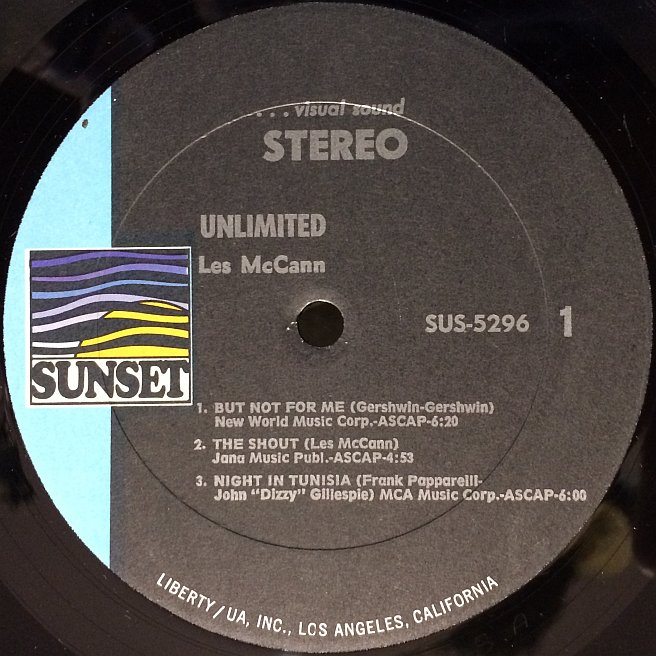 ...visual sound
STEREO
UNLIMITED
Les McCann
SUS-5296 1
SUNSET
1. BUT NOT FOR ME (Gershwin-Gershwin)
New World Music Corp.-ASCAP-6:20
2. THE SHOUT (Les McCann)
Jana Music Publ.-ASCAP-4:53
3. NIGHT IN TUNISIA (Frank Papparelli-
John "Dizzy" Gillespie) MCA Music Corp.-ASCAP-6:00
LIBERTY/UA, INC., LOS ANGELES, CALIFORNIA